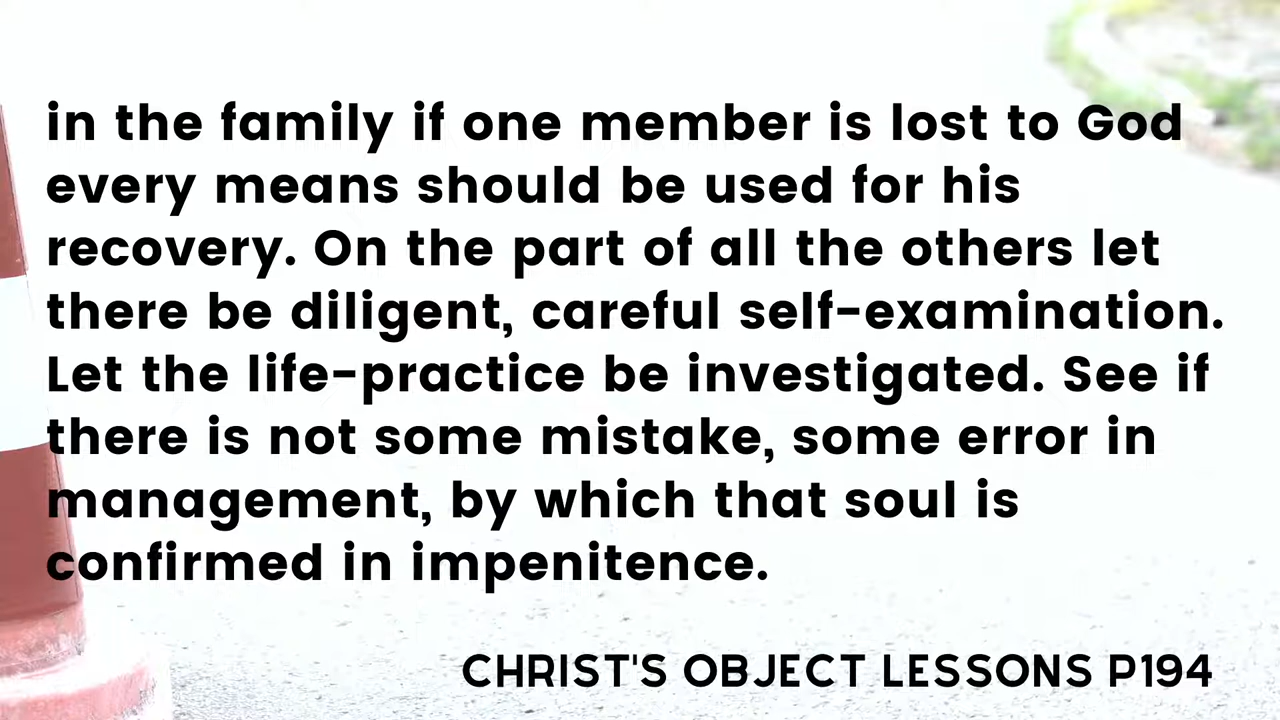 in the family if one member is lost to God
every means should be used for his
recovery. On the part of all the others let
there be diligent, careful self-examination.
Let the life-practice be investigated. See if
there is not some mistake, some error in
management, by which that soul is
confirmed in impenitence.
CHRIST'S OBJECT LESSONS P194